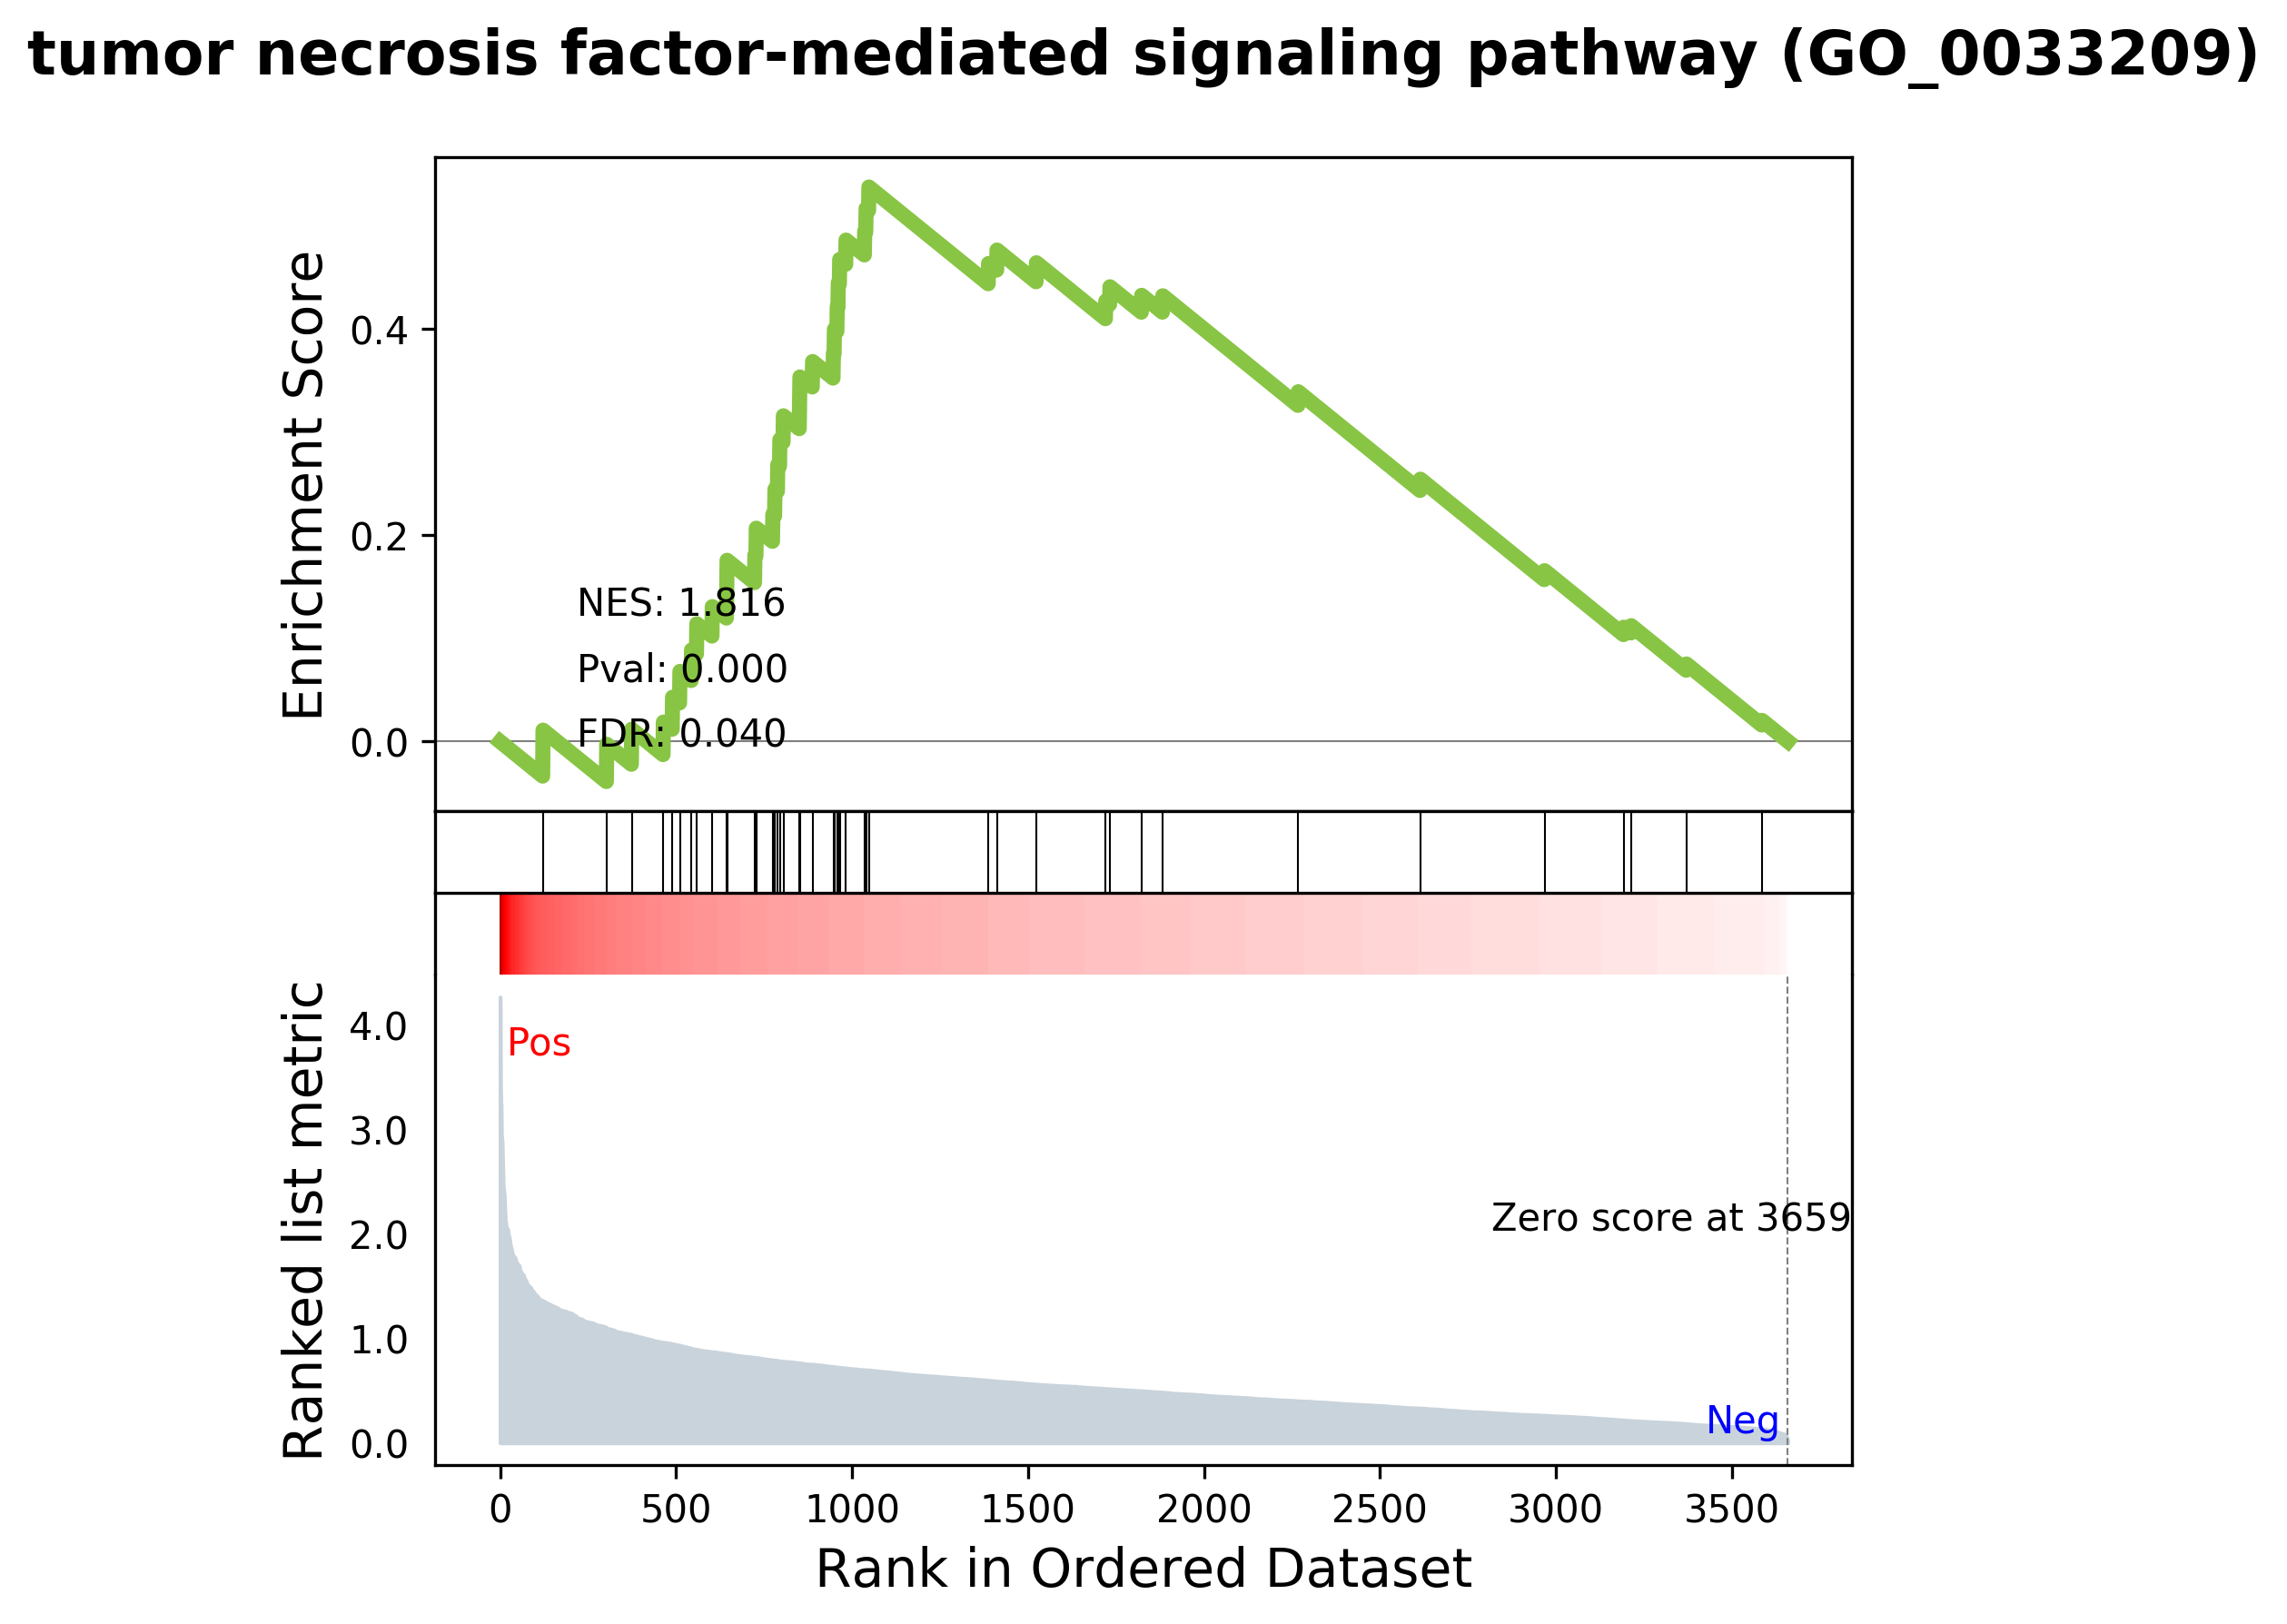 tumor necrosis factor-mediated signaling pathway (GO_0033209)
Enrichment Score
0.4
0.2
0.0
NES: 1.816
Pval: 0.000
FDR: 0.040
Ranked list metric
4.0
3.0
2.0
1.0
0.0
Pos
Zero score at 3659
Neg
0 500 1000 1500 2000 2500 3000 3500
Rank in Ordered Dataset